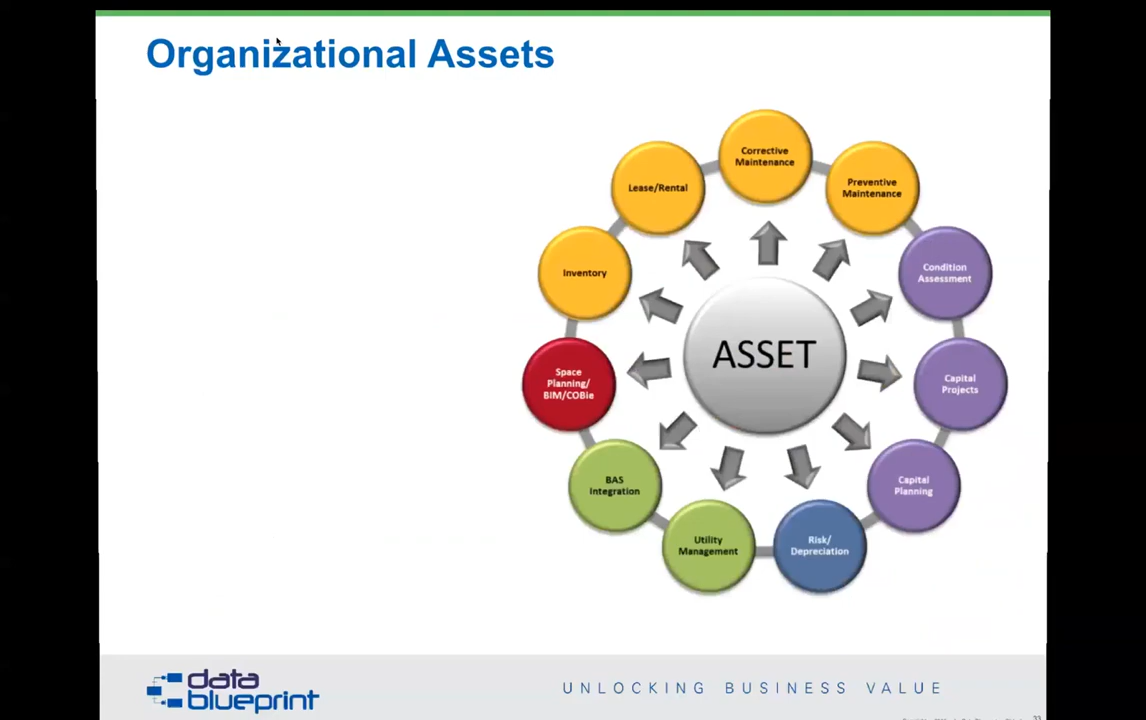 Organizational Assets
Corrective
Maintenance
Preventive
Maintenance
Lease/Rental
Condition
Assessment
Inventory
ASSET
Space
Planning/
BIM/COBie
Capital
Projects
BAS
Integration
Capital
Planning
Utility
Management
Risk/
Depreciation
data
blueprint
UNLOCKING BUSINESS VALUE